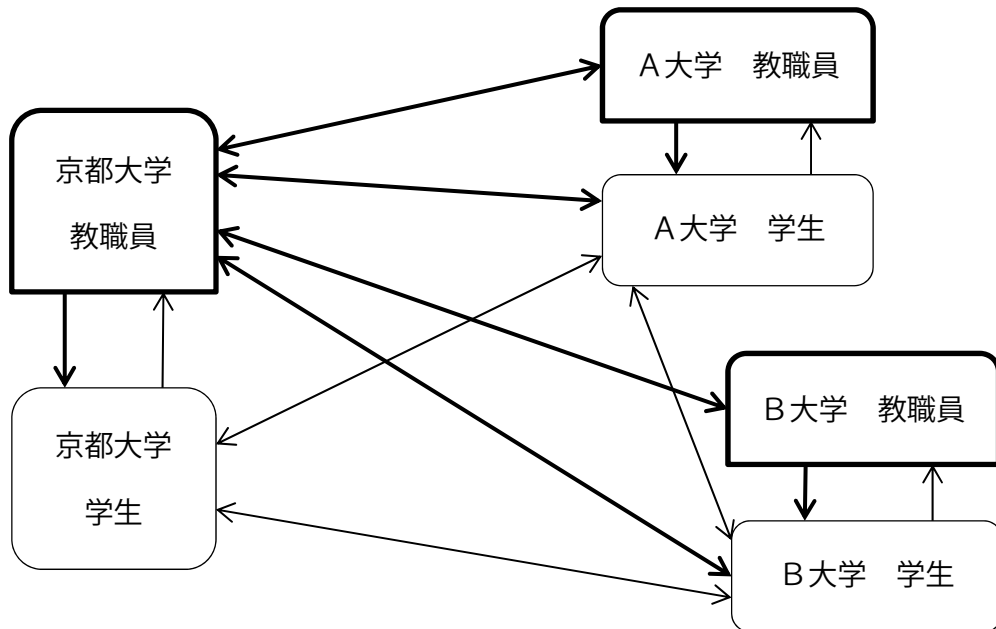 A大学　教職員
京都大学
教職員
A大学　学生
B大学　教職員
京都大学
学生
B大学　学生